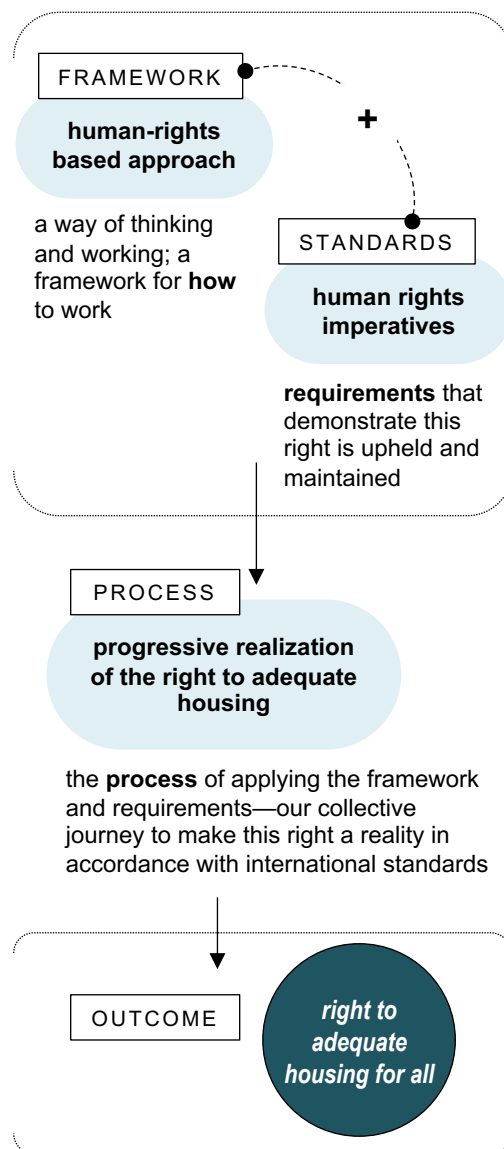 FRAMEWORK
human-rights
based approach
a way of thinking
and working; a
framework for how
to work
+
STANDARDS
human rights
imperatives
requirements that
demonstrate this
right is upheld and
maintained
PROCESS
progressive realization
of the right to adequate
housing
the process of applying the framework
and requirements—our collective
journey to make this right a reality in
accordance with international standards
OUTCOME
right to
adequate
housing for all